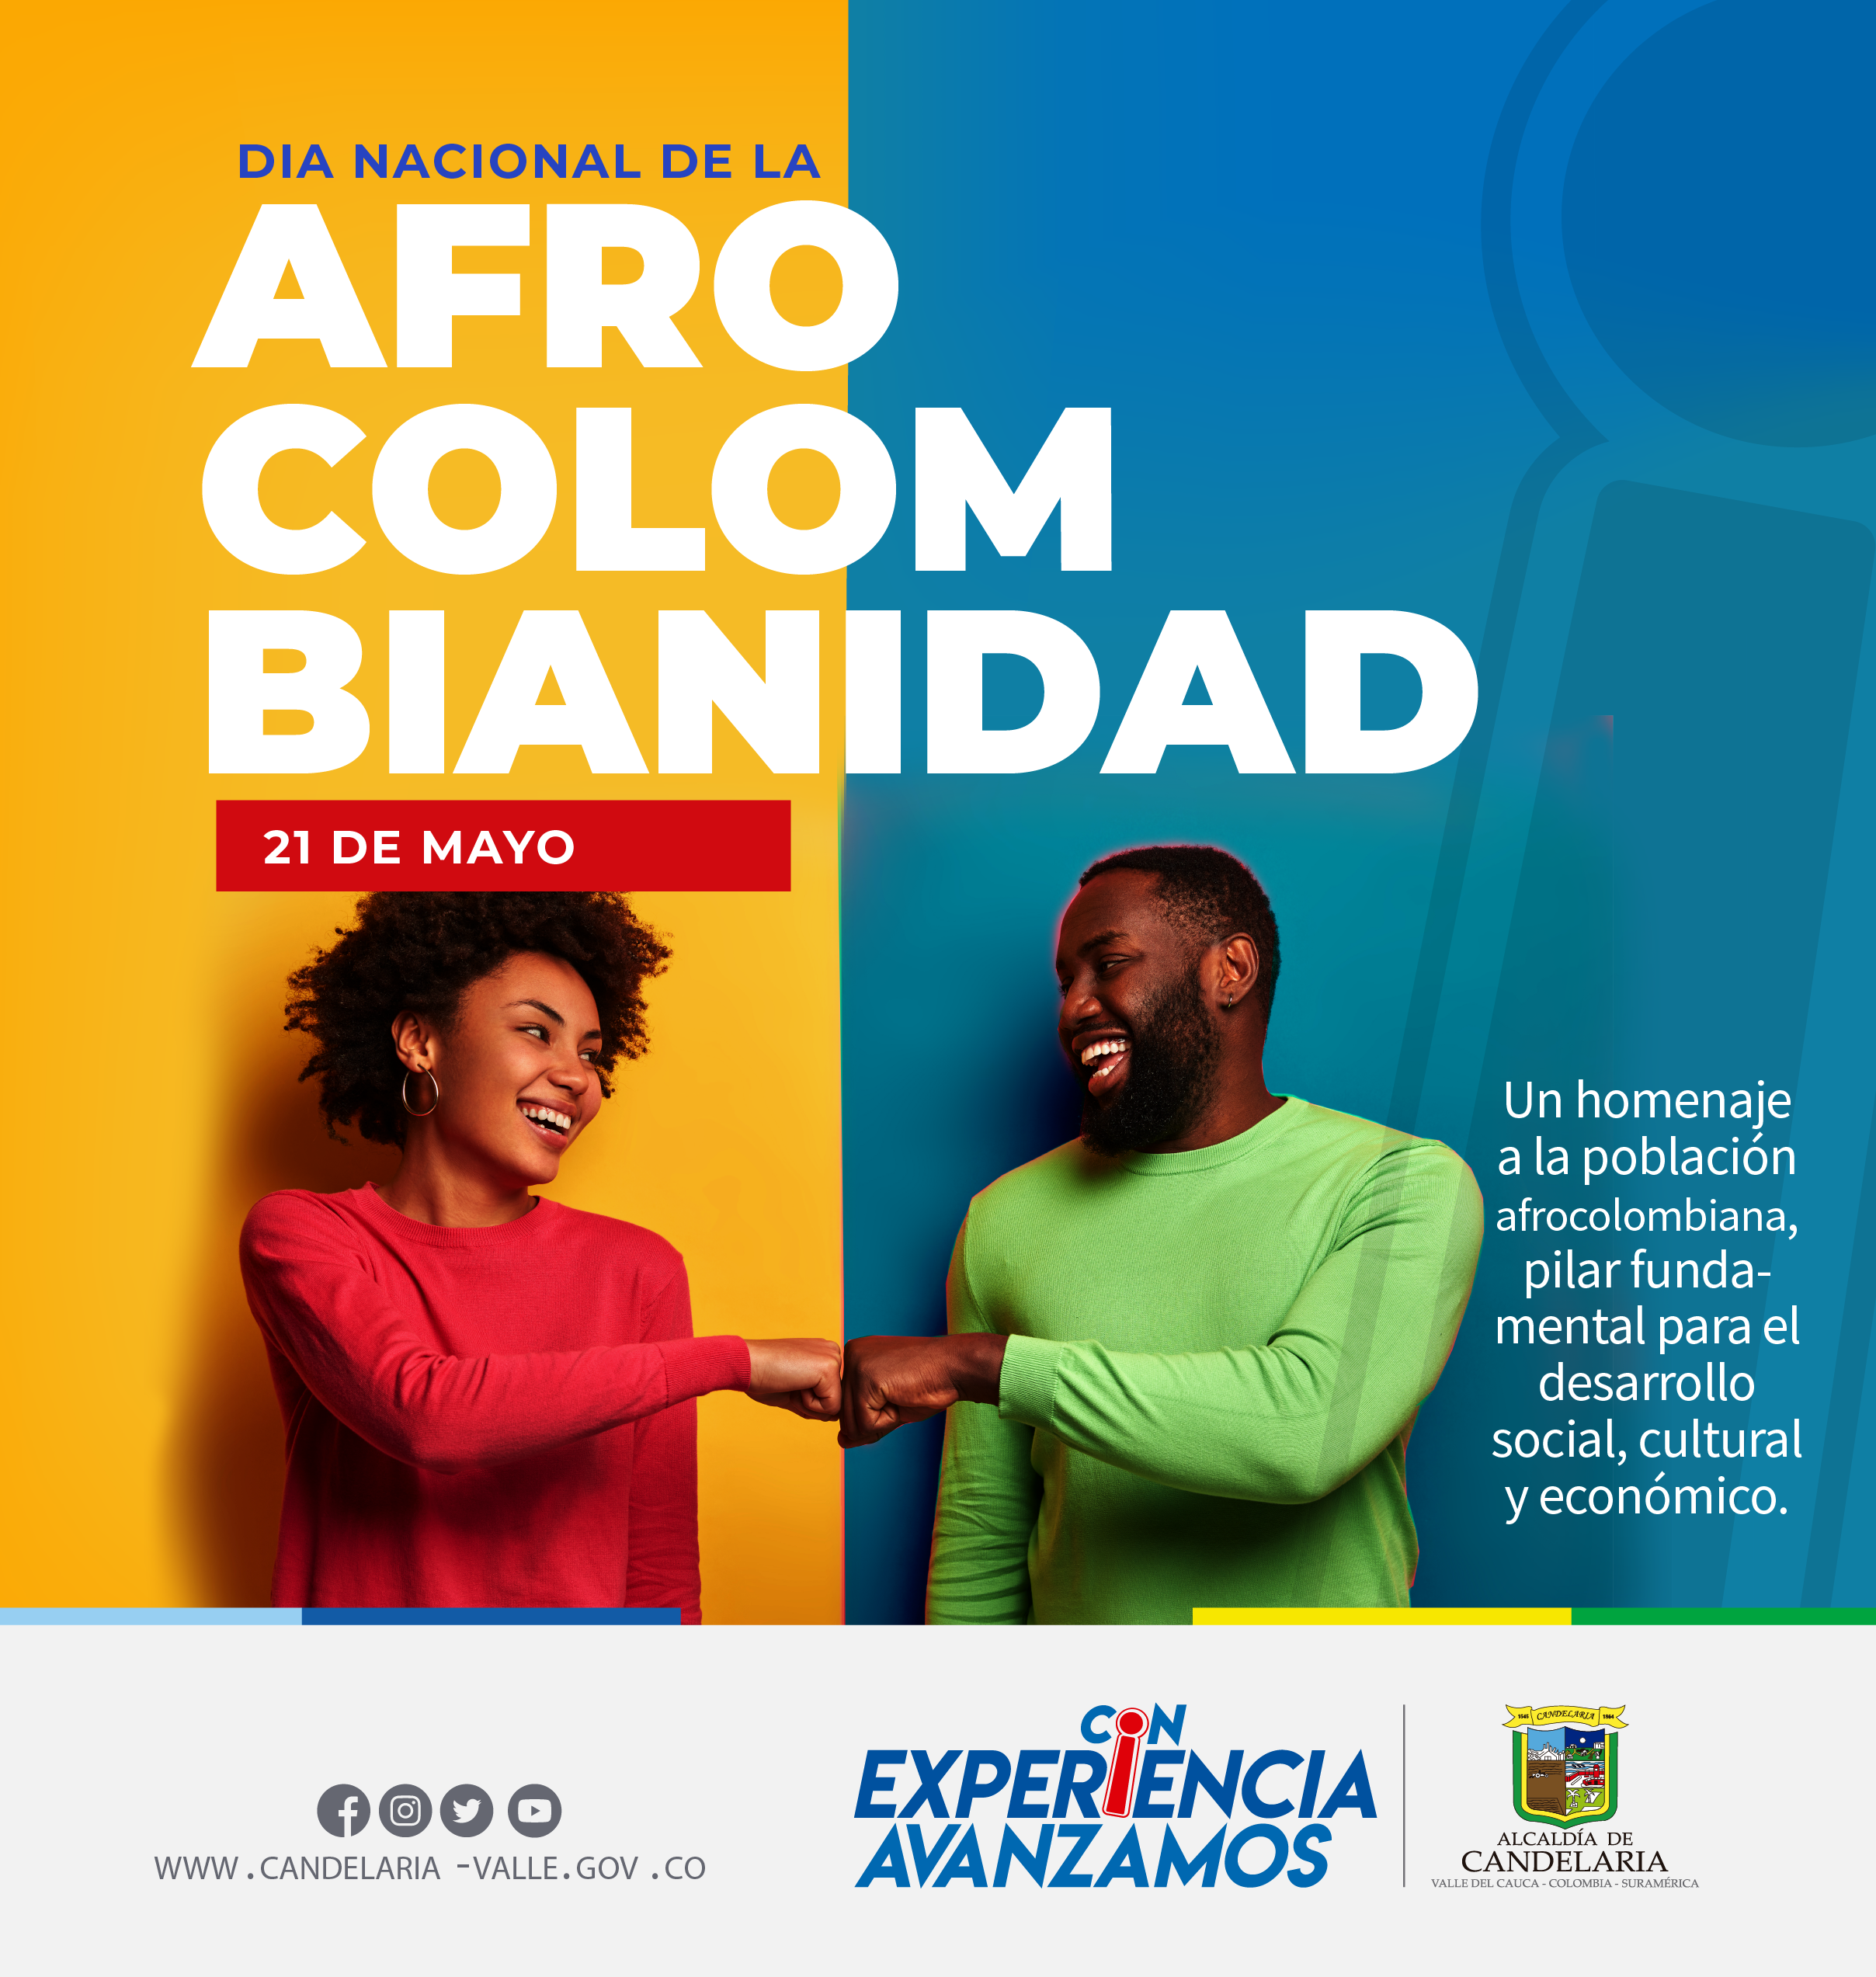 DIA NACIONAL DE LA
AFRO
COLOM
BIANIDAD
21 DE MAYO
Un homenaje
a la población
afrocolombiana,
pilar funda-
mental para el
desarrollo
social, cultural
y económico.
CON
EXPERIENCIA
AVANZAMOS
1545 CANDELARIA 1864
ALCALDÍA DE
CANDELARIA
VALLE DEL CAUCA - COLOMBIA - SURAMÉRICA
WWW.CANDELARIA-VALLE.GOV.CO